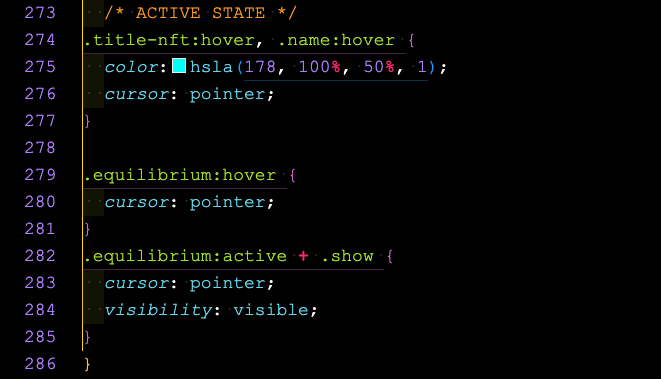 273 /* ACTIVE STATE */
274 .title-nft:hover, .name:hover {
275 color: hsla(178, 100%, 50%, 1);
276 cursor: pointer;
277 }
278
279 .equilibrium:hover {
280 cursor: pointer;
281 }
282 .equilibrium:active + .show {
283 cursor: pointer;
284 visibility: visible;
285 }
286 }